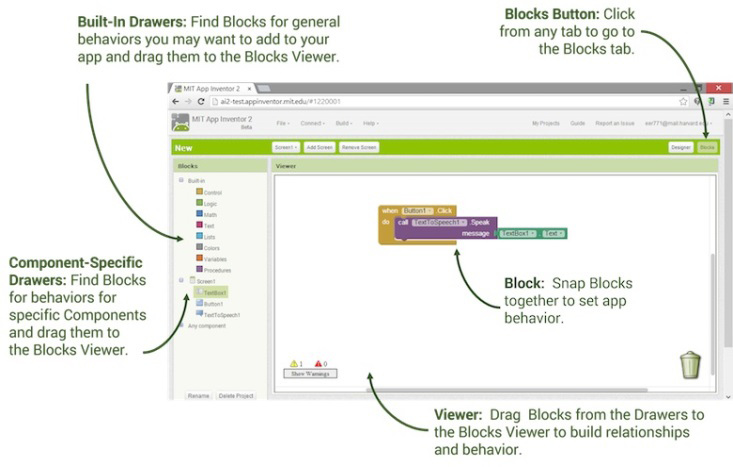 Built-In Drawers: Find Blocks for general
behaviors you may want to add to your
app and drag them to the Blocks Viewer.
Blocks Button: Click
from any tab to go to
the Blocks tab.
MIT App Inventor 2
ai2-test.appinventor.mit.edu/#1220001
MIT App Inventor 2
Beta
File Connect Build Help
My Projects Guide Report an Issue
New
Screen1 Add Screen Remove Screen
Designer Blocks
Blocks
Viewer
Built-in
Control
Logic
Math
Text
Lists
Colors
Variables
Procedures
Screen1
TextBox1
Button1
TextToSpeech1
Any component
Rename Delete Project
when Button1 .Click
do call TextToSpeech1 .Speak
message TextBox1 . Text
1 0
Show Warnings
Component-Specific
Drawers: Find Blocks
for behaviors for
specific Components
and drag them to
the Blocks Viewer.
Block: Snap Blocks
together to set app
behavior.
Viewer: Drag Blocks from the Drawers to
the Blocks Viewer to build relationships
and behavior.